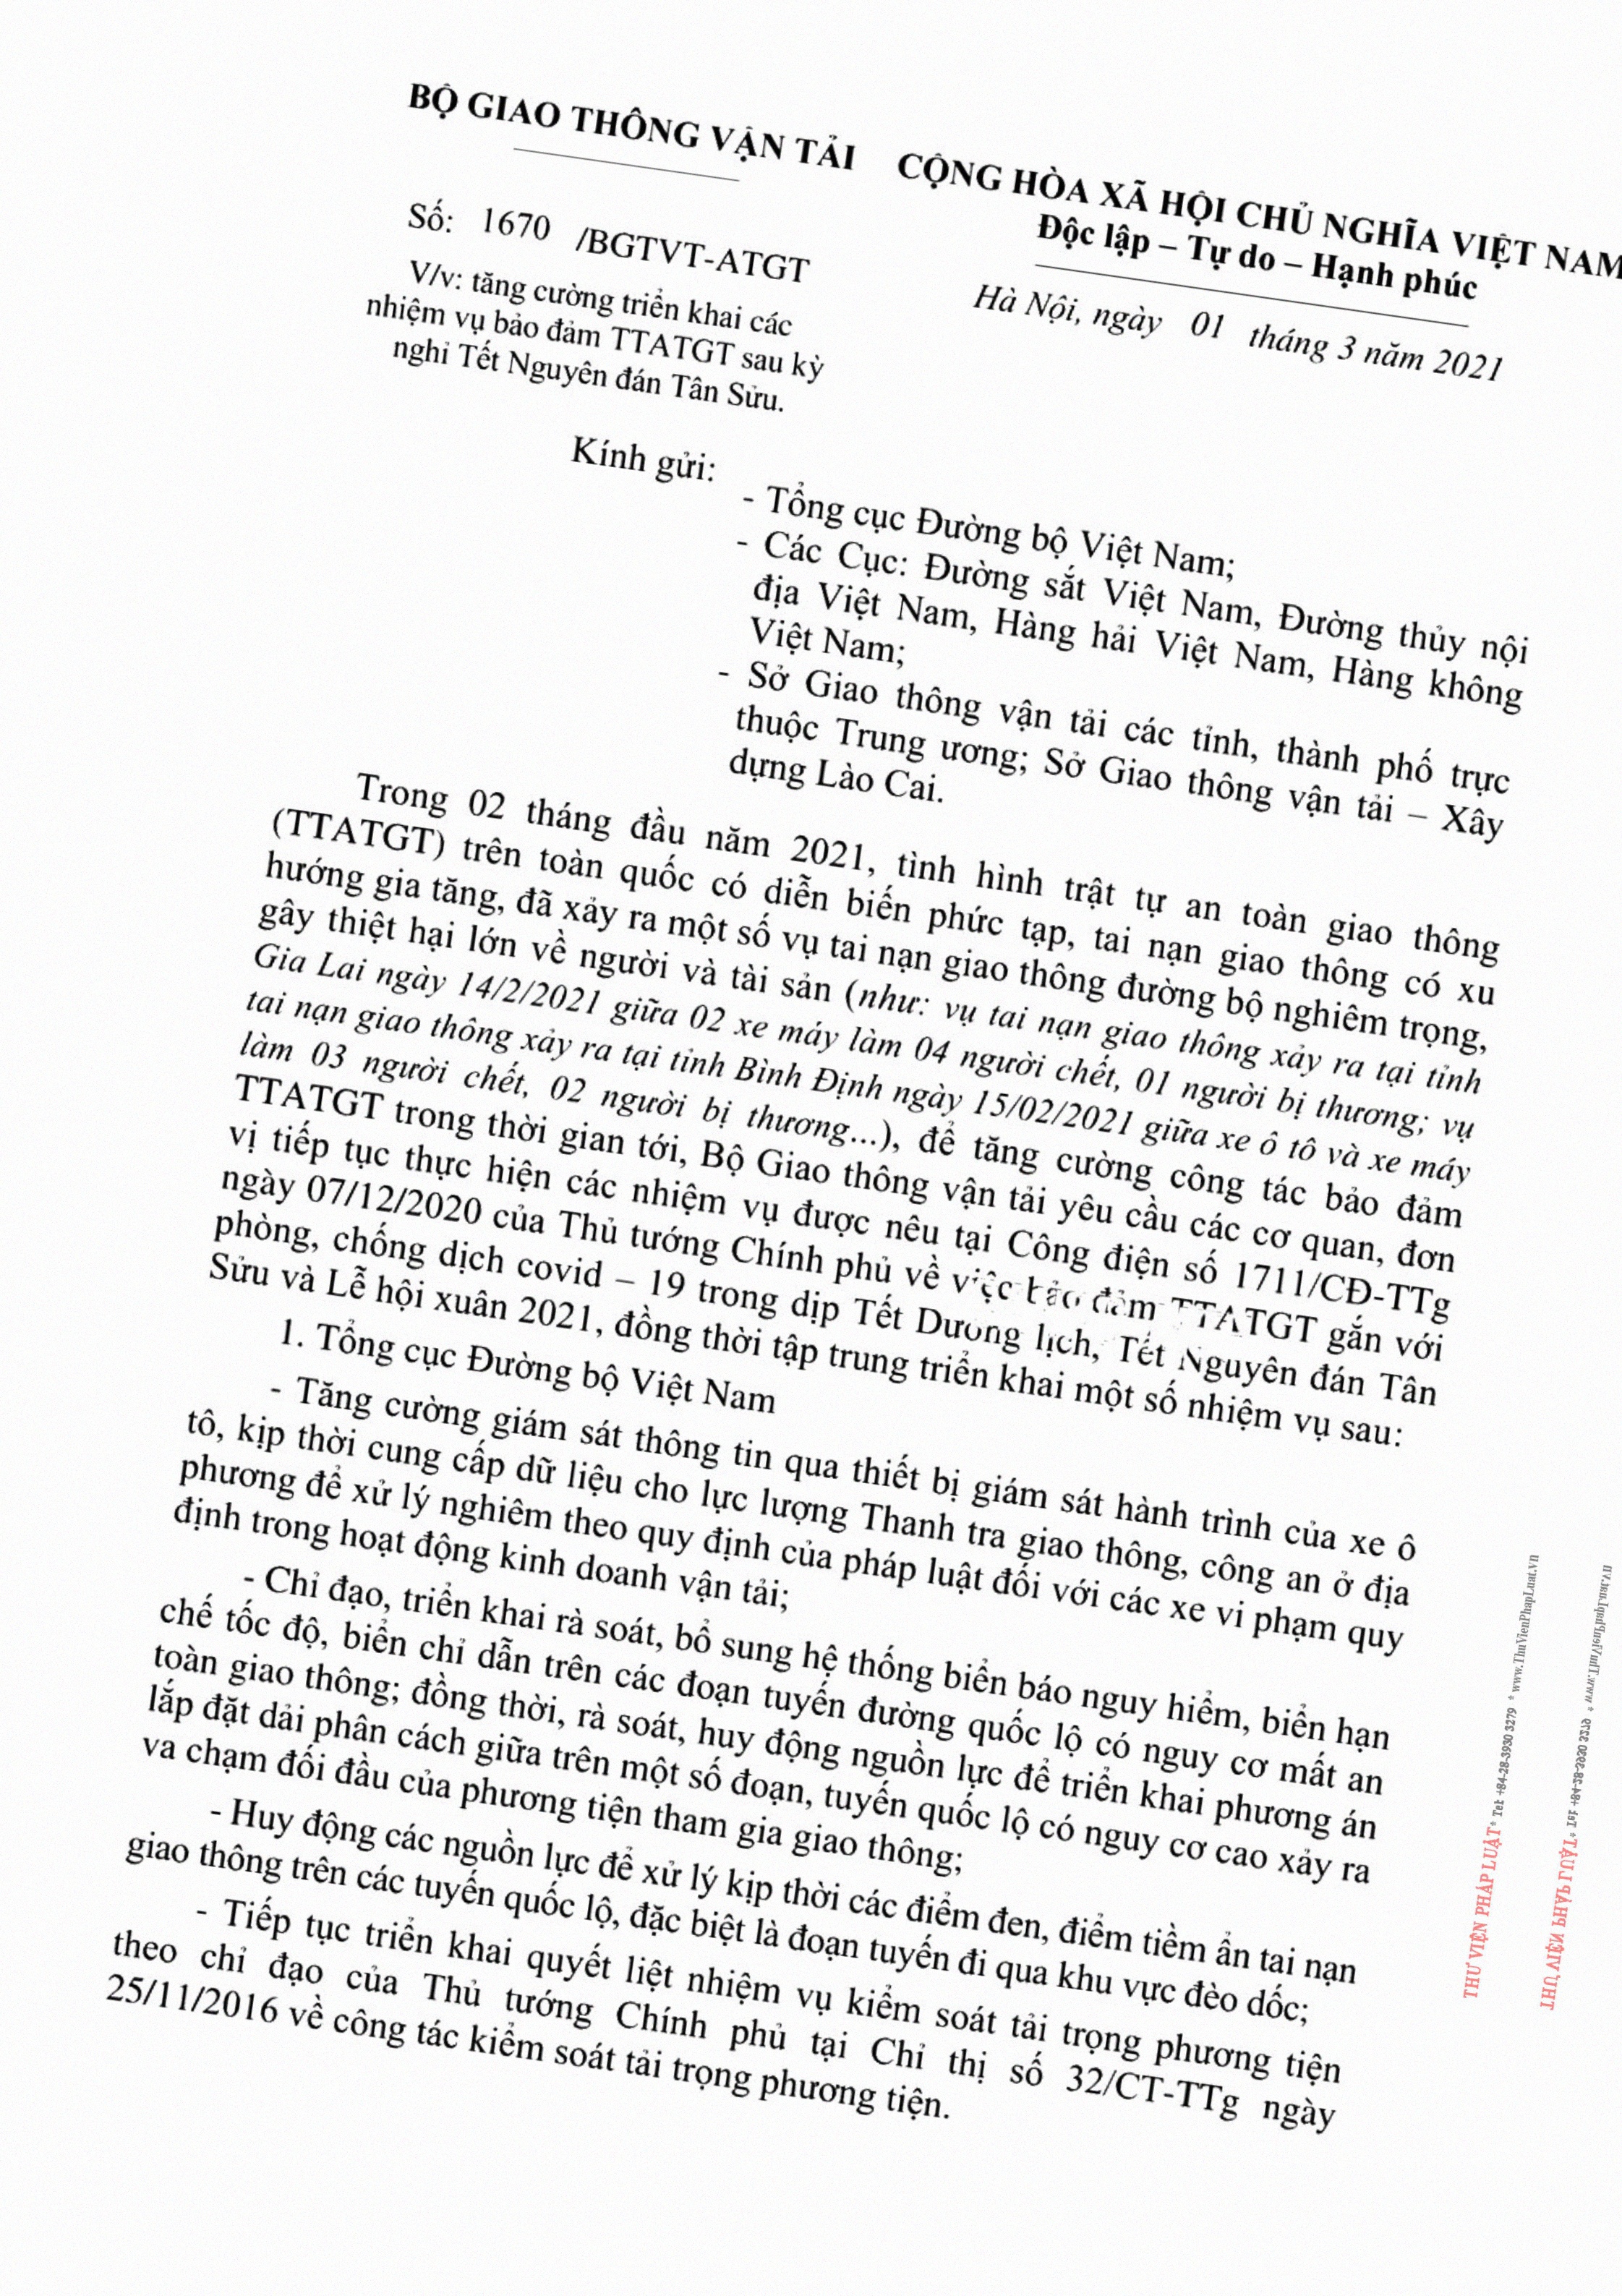 BỘ GIAO THÔNG VẬN TẢI
CỘNG HÒA XÃ HỘI CHỦ NGHĨA VIỆT NAM
Độc lập – Tự do – Hạnh phúc
Số: 1670 /BGTVT-ATGT
Hà Nội, ngày 01 tháng 3 năm 2021
V/v: tăng cường triển khai các
nhiệm vụ bảo đảm TTATGT sau kỳ
nghỉ Tết Nguyên đán Tân Sửu.
Kính gửi:
- Tổng cục Đường bộ Việt Nam;
- Các Cục: Đường sắt Việt Nam, Đường thủy nội
địa Việt Nam, Hàng hải Việt Nam, Hàng không
Việt Nam;
- Sở Giao thông vận tải các tỉnh, thành phố trực
thuộc Trung ương; Sở Giao thông vận tải – Xây
dựng Lào Cai.
Trong 02 tháng đầu năm 2021, tình hình trật tự an toàn giao thông
(TTATGT) trên toàn quốc có diễn biến phức tạp, tai nạn giao thông có xu
hướng gia tăng, đã xảy ra một số vụ tai nạn giao thông đường bộ nghiêm trọng,
gây thiệt hại lớn về người và tài sản (như: vụ tai nạn giao thông xảy ra tại tỉnh
Gia Lai ngày 14/2/2021 giữa 02 xe máy làm 04 người chết, 01 người bị thương; vụ
tai nạn giao thông xảy ra tại tỉnh Bình Định ngày 15/02/2021 giữa xe ô tô và xe máy
làm 03 người chết, 02 người bị thương...), để tăng cường công tác bảo đảm
TTATGT trong thời gian tới, Bộ Giao thông vận tải yêu cầu các cơ quan, đơn
vị tiếp tục thực hiện các nhiệm vụ được nêu tại Công điện số 1711/CĐ-TTg
ngày 07/12/2020 của Thủ tướng Chính phủ về việc bảo đảm TTATGT gắn với
phòng, chống dịch covid – 19 trong dịp Tết Dương lịch, Tết Nguyên đán Tân
Sửu và Lễ hội xuân 2021, đồng thời tập trung triển khai một số nhiệm vụ sau:
1. Tổng cục Đường bộ Việt Nam
- Tăng cường giám sát thông tin qua thiết bị giám sát hành trình của xe ô
tô, kịp thời cung cấp dữ liệu cho lực lượng Thanh tra giao thông, công an ở địa
phương để xử lý nghiêm theo quy định của pháp luật đối với các xe vi phạm quy
định trong hoạt động kinh doanh vận tải;
- Chỉ đạo, triển khai rà soát, bổ sung hệ thống biển báo nguy hiểm, biển hạn
chế tốc độ, biển chỉ dẫn trên các đoạn tuyến đường quốc lộ có nguy cơ mất an
toàn giao thông; đồng thời, rà soát, huy động nguồn lực để triển khai phương án
lắp đặt dải phân cách giữa trên một số đoạn, tuyến quốc lộ có nguy cơ cao xảy ra
va chạm đối đầu của phương tiện tham gia giao thông;
- Huy động các nguồn lực để xử lý kịp thời các điểm đen, điểm tiềm ẩn tai nạn
giao thông trên các tuyến quốc lộ, đặc biệt là đoạn tuyến đi qua khu vực đèo dốc;
- Tiếp tục triển khai quyết liệt nhiệm vụ kiểm soát tải trọng phương tiện
theo chỉ đạo của Thủ tướng Chính phủ tại Chỉ thị số 32/CT-TTg ngày
25/11/2016 về công tác kiểm soát tải trọng phương tiện.
THƯ VIỆN PHÁP LUẬT * Tel: +84-28-3930 3279 * www.ThuVienPhapLuat.vn
THƯ VIỆN PHÁP LUẬT * Tel: +84-28-3930 3279 * www.ThuVienPhapLuat.vn